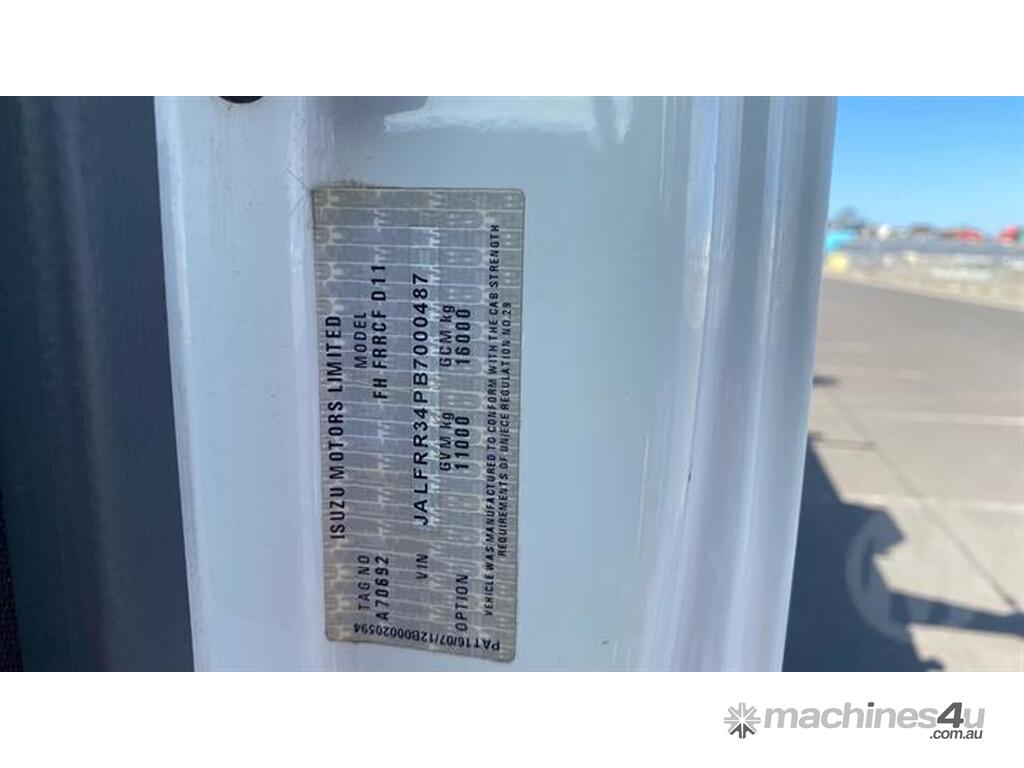 ISUZU MOTORS LIMITED
TAG NO MODEL
A70692 FH FRRCF D11
VIN JALFRR34PB7000487
GVM kg GCM kg
OPTION 11000 16000
VEHICLE WAS MANUFACTURED TO CONFORM WITH THE CAB STRENGTH
REQUIREMENTS OF UN/ECE REGULATION NO.29
PAT16/07/12B00020594
machines4u
.com.au